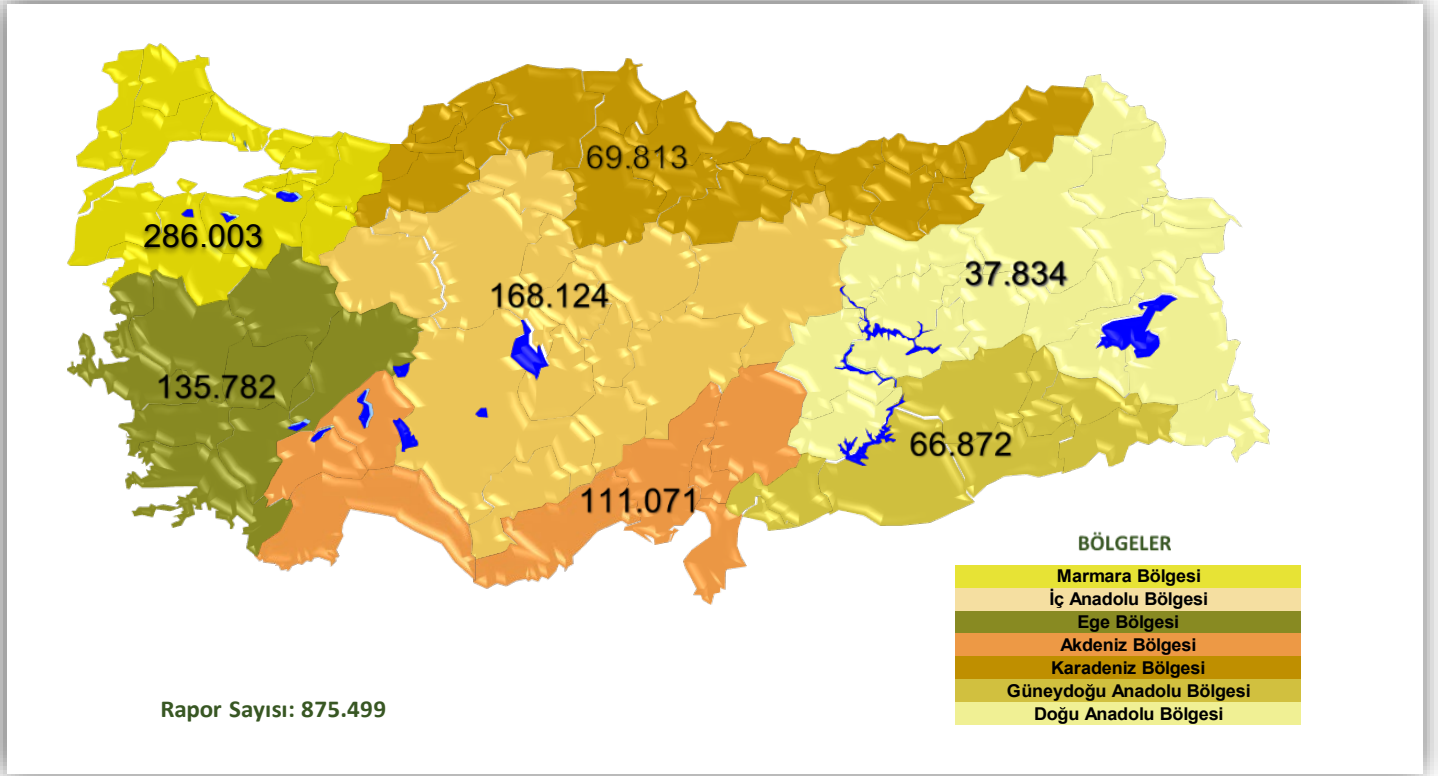 69.813
286.003
37.834
168.124
135.782
66.872
111.071
BÖLGELER
Marmara Bölgesi
İç Anadolu Bölgesi
Ege Bölgesi
Akdeniz Bölgesi
Karadeniz Bölgesi
Güneydoğu Anadolu Bölgesi
Doğu Anadolu Bölgesi
Rapor Sayısı: 875.499